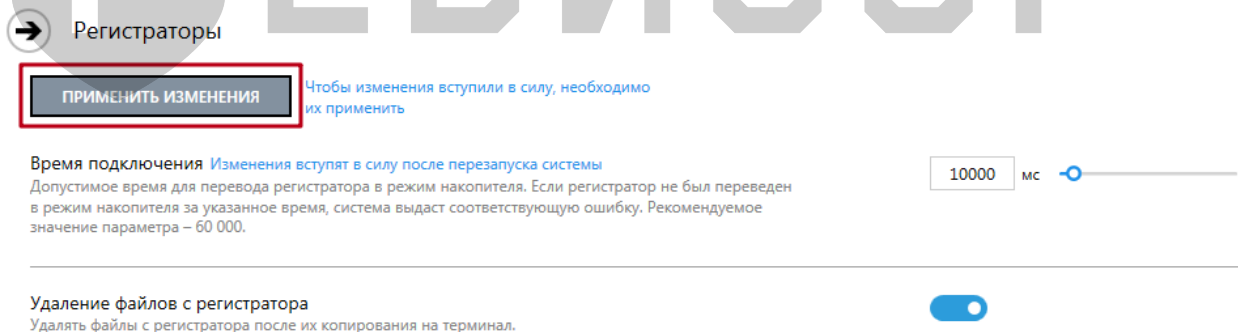 Регистраторы
ПРИМЕНИТЬ ИЗМЕНЕНИЯ
Чтобы изменения вступили в силу, необходимо
их применить
Время подключения Изменения вступят в силу после перезапуска системы
10000 мс
Допустимое время для перевода регистратора в режим накопителя. Если регистратор не был переведен
в режим накопителя за указанное время, система выдаст соответствующую ошибку. Рекомендуемое
значение параметра – 60 000.
Удаление файлов с регистратора
Удалять файлы с регистратора после их копирования на терминал.